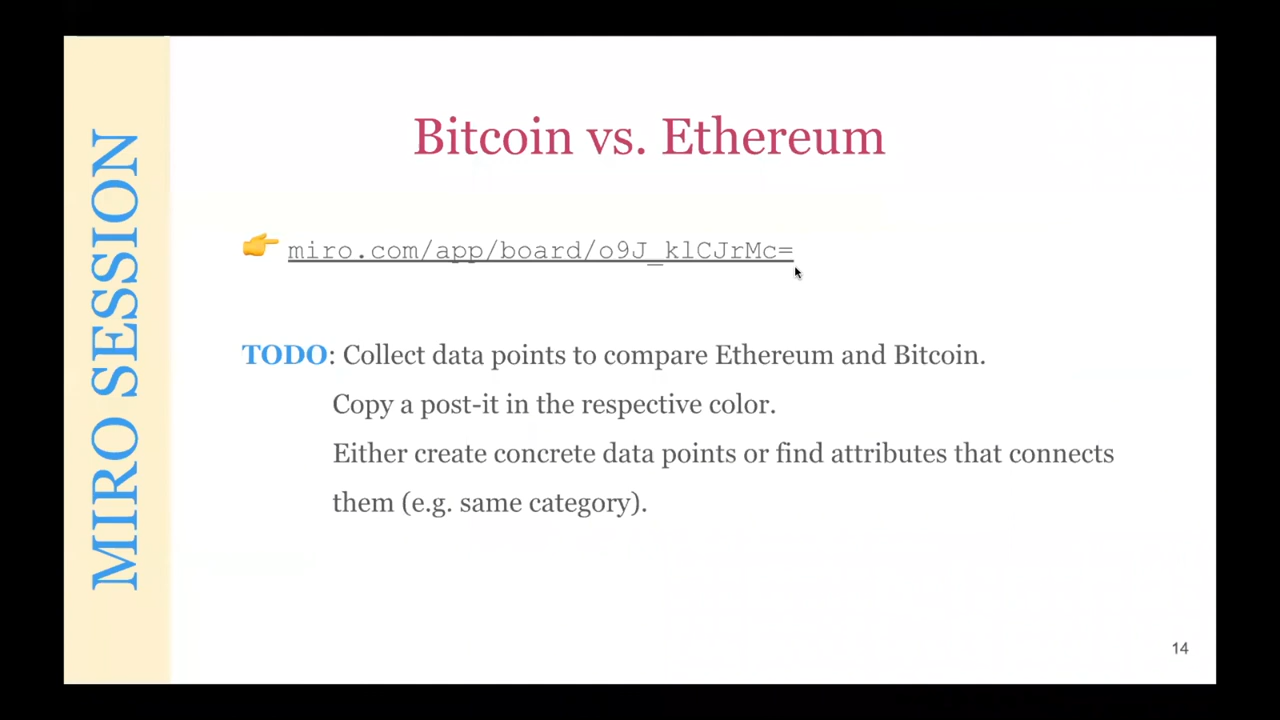 MIRO SESSION
Bitcoin vs. Ethereum
👉 miro.com/app/board/o9J_klCJrMc=
TODO: Collect data points to compare Ethereum and Bitcoin.
Copy a post-it in the respective color.
Either create concrete data points or find attributes that connects
them (e.g. same category).
14